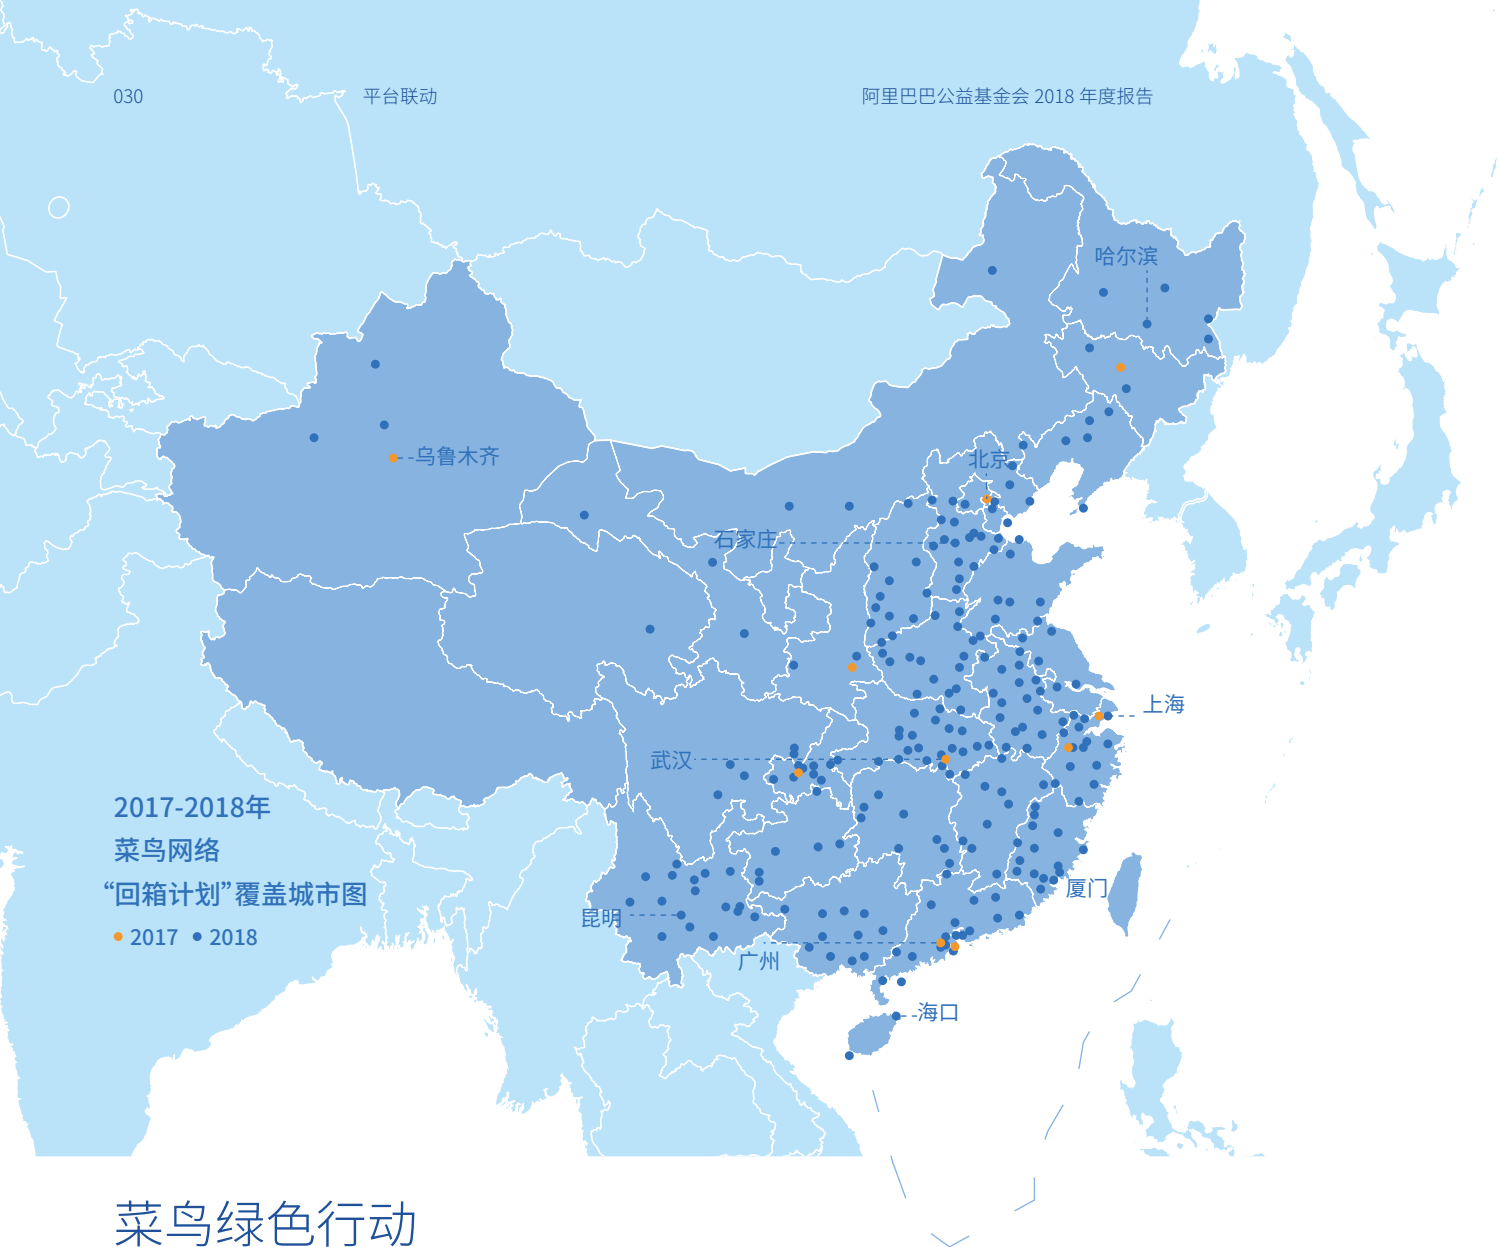 030
平台联动
阿里巴巴公益基金会 2018 年度报告
哈尔滨
乌鲁木齐
北京
石家庄
上海
武汉
2017-2018年
菜鸟网络
“回箱计划”覆盖城市图
2017 2018
厦门
昆明
广州
海口
菜鸟绿色行动